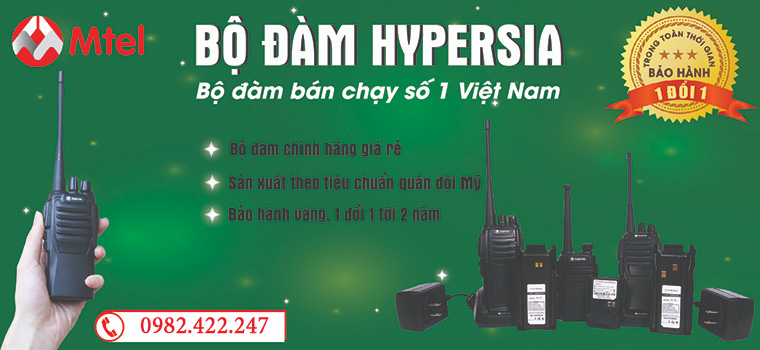 Mtel
BỘ ĐÀM HYPERSIA
Bộ đàm bán chạy số 1 Việt Nam
TRONG TOÀN THỜI GIAN
BẢO HÀNH
1 ĐỔI 1
Bộ đàm chính hãng giá rẻ
Sản xuất theo tiêu chuẩn quân đội Mỹ
Bảo hành vàng, 1 đổi 1 tới 2 năm
0982.422.247